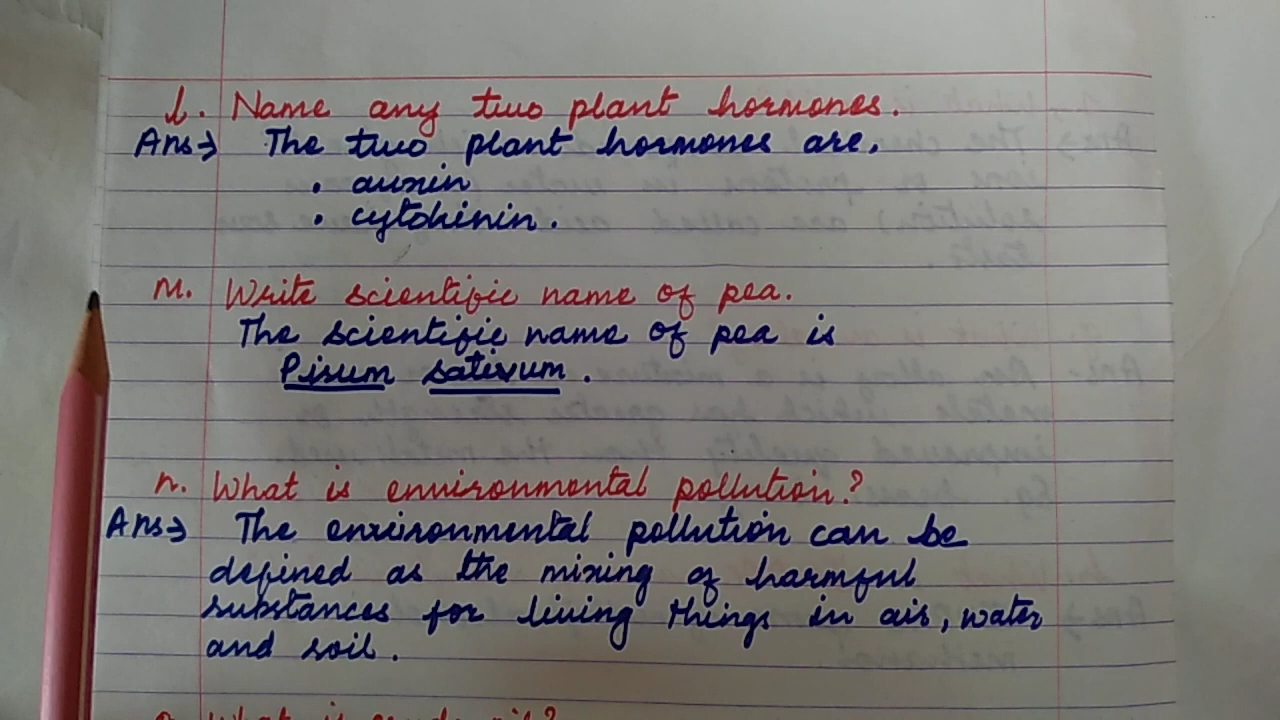 l. Name any two plant hormones.
Ans→ The two plant hormones are,
• auxin
• cytokinin.
m. Write scientific name of pea.
The scientific name of pea is
Pisum sativum.
n. What is environmental pollution?
Ans→ The environmental pollution can be
defined as the mixing of harmful
substances for living things in air, water
and soil.